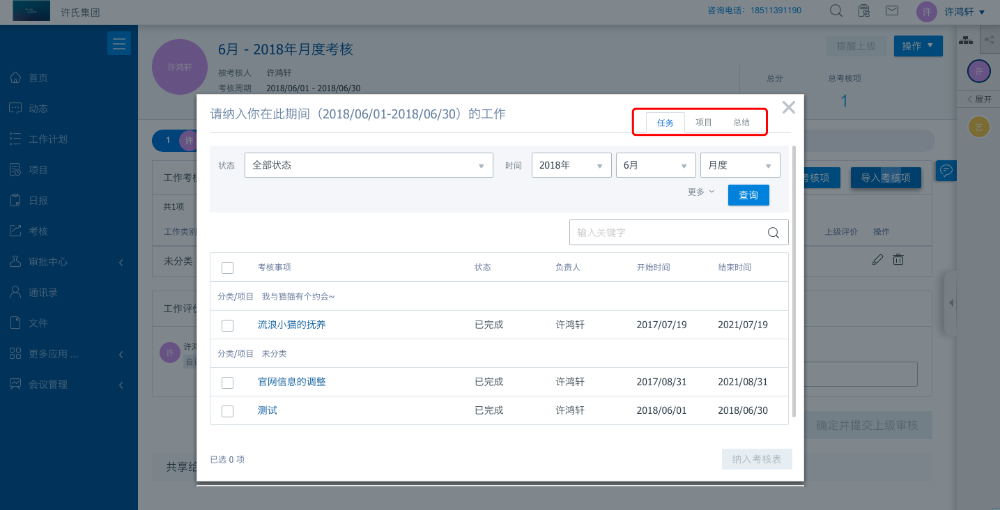 许氏集团
咨询电话：18511391190
许
许鸿轩
首页
动态
工作计划
项目
日报
考核
审批中心
通讯录
文件
更多应用 ...
会议管理
许鸿轩
6月 - 2018年月度考核
被考核人 许鸿轩
考核周期 2018/06/01 - 2018/06/30
提醒上级
操作
总分
总考核项
1
许
展开
艺
1
许
工作考
考核项
导入考核项
共1项
工作类别
上级评价
操作
未分类
工作评
许
许鸿
自
确定并提交上级审核
共享给
请纳入你在此期间（2018/06/01-2018/06/30）的工作
任务 项目 总结
状态 全部状态 时间 2018年 6月 月度
更多 查询
输入关键字
考核事项 状态 负责人 开始时间 结束时间
分类/项目 我与猫猫有个约会~
流浪小猫的抚养 已完成 许鸿轩 2017/07/19 2021/07/19
分类/项目 未分类
官网信息的调整 已完成 许鸿轩 2017/08/31 2021/08/31
测试 已完成 许鸿轩 2018/06/01 2018/06/30
已选 0 项
纳入考核表